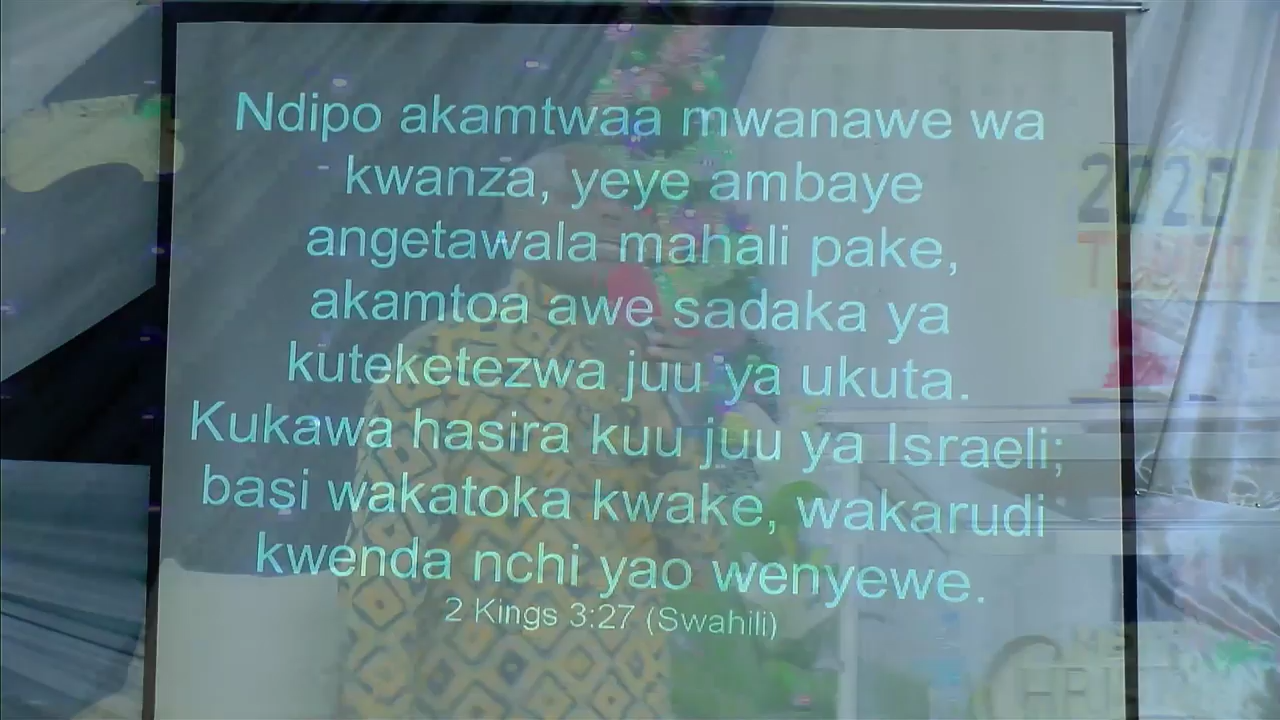 Ndipo akamtwaa mwanawe wa
kwanza, yeye ambaye
angetawala mahali pake,
akamtoa awe sadaka ya
kuteketezwa juu ya ukuta.
Kukawa hasira kuu juu ya Israeli;
basi wakatoka kwake, wakarudi
kwenda nchi yao wenyewe.
2 Kings 3:27 (Swahili)
2020